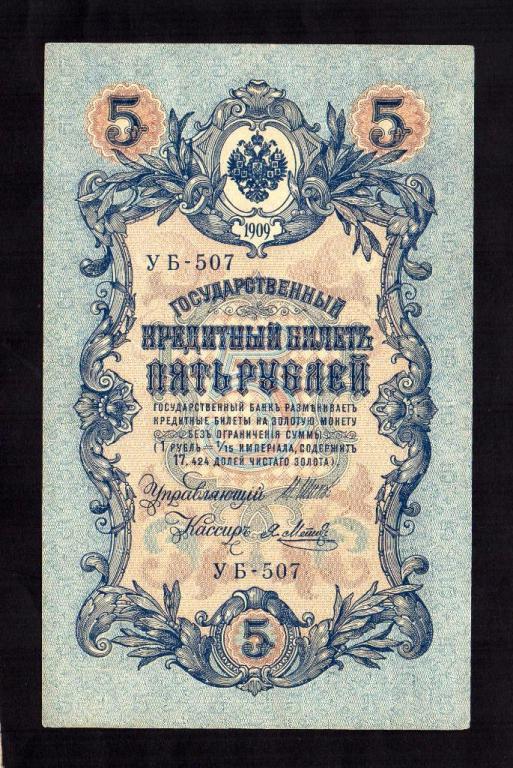 5 5
1909
УБ-507
ГОСУДАРСТВЕННЫЙ
КРЕДИТНЫЙ БИЛЕТЪ
ПЯТЬ РУБЛЕЙ
ГОСУДАРСТВЕННЫЙ БАНКЪ РАЗМѢНИВАЕТЪ
КРЕДИТНЫЕ БИЛЕТЫ НА ЗОЛОТУЮ МОНЕТУ
БЕЗЪ ОГРАНИЧЕНІЯ СУММЫ
(1 РУБЛЬ = 1/15 ИМПЕРІАЛА, СОДЕРЖИТЪ
17,424 ДОЛЕЙ ЧИСТАГО ЗОЛОТА).
Управляющій
Кассиръ
УБ-507
5